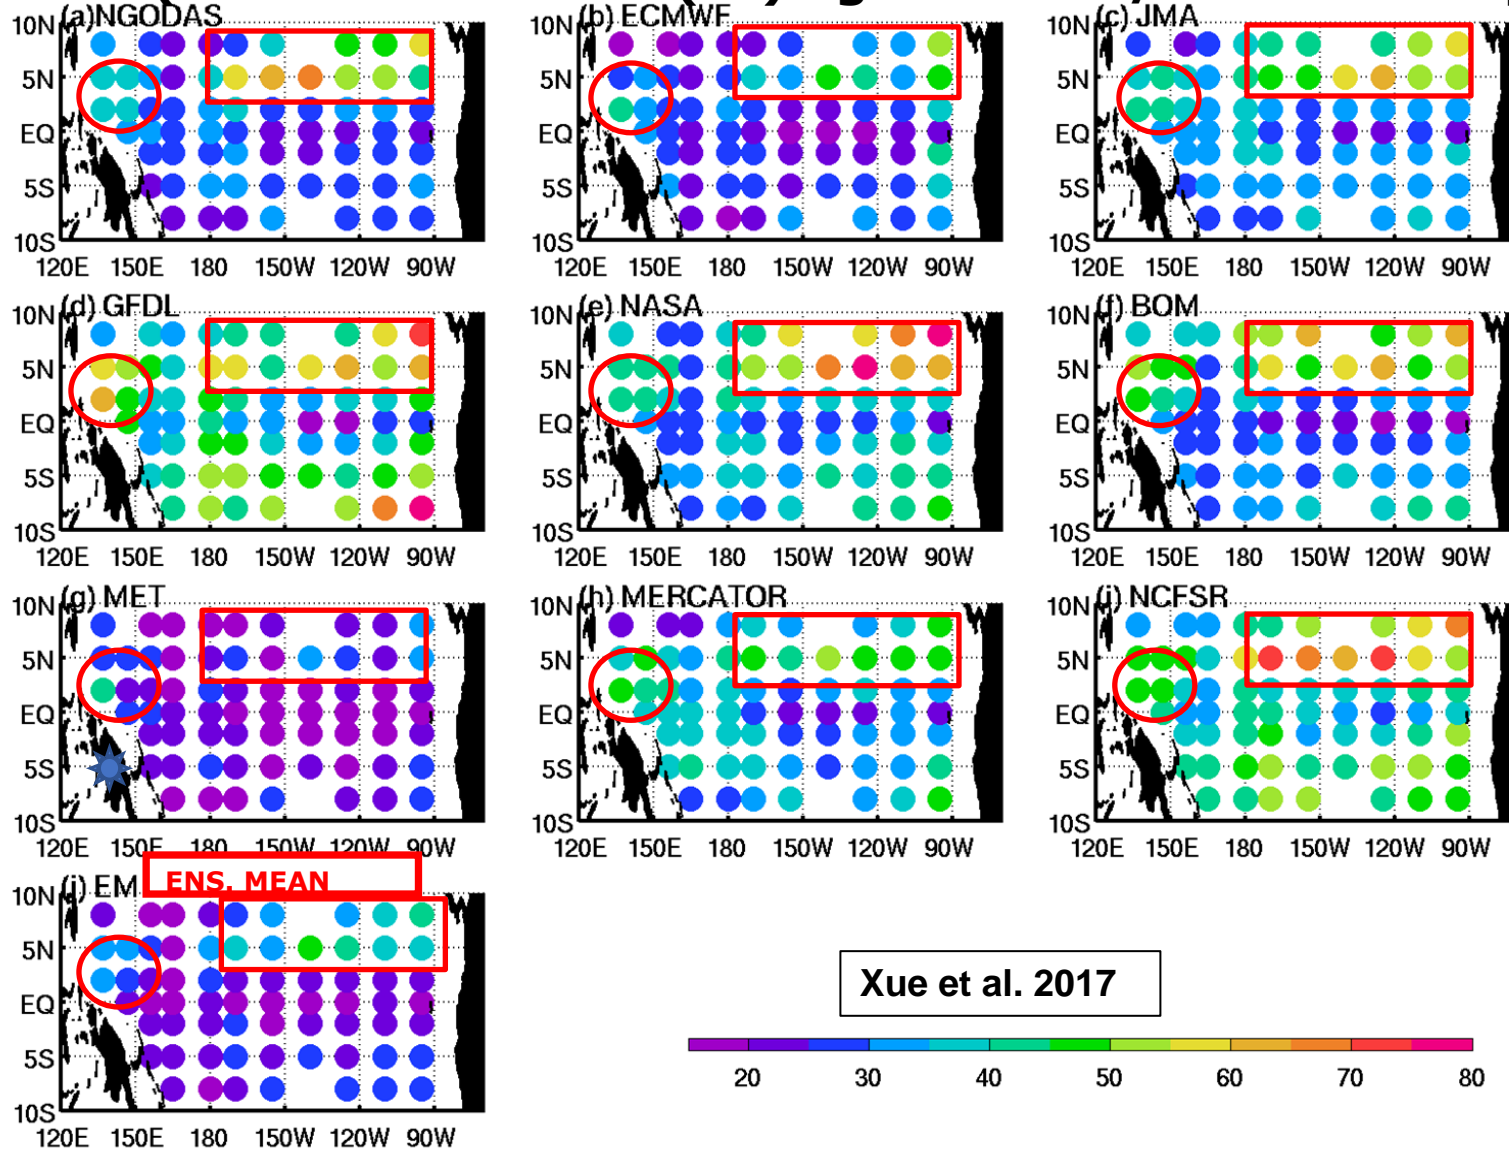 (a)NGODAS
(b) ECMWF
(c) JMA
10N
5N
EQ
5S
10S
120E 150E 180 150W 120W 90W
10N
5N
EQ
5S
10S
120E 150E 180 150W 120W 90W
10N
5N
EQ
5S
10S
120E 150E 180 150W 120W 90W
(d) GFDL
(e) NASA
(f) BOM
10N
5N
EQ
5S
10S
120E 150E 180 150W 120W 90W
10N
5N
EQ
5S
10S
120E 150E 180 150W 120W 90W
10N
5N
EQ
5S
10S
120E 150E 180 150W 120W 90W
(g) MET
(h) MERCATOR
(i) NCFSR
10N
5N
EQ
5S
10S
120E 150E 180 150W 120W 90W
10N
5N
EQ
5S
10S
120E 150E 180 150W 120W 90W
10N
5N
EQ
5S
10S
120E 150E 180 150W 120W 90W
(j) EM
ENS. MEAN
10N
5N
EQ
5S
10S
120E 150E 180 150W 120W 90W
Xue et al. 2017
20 30 40 50 60 70 80